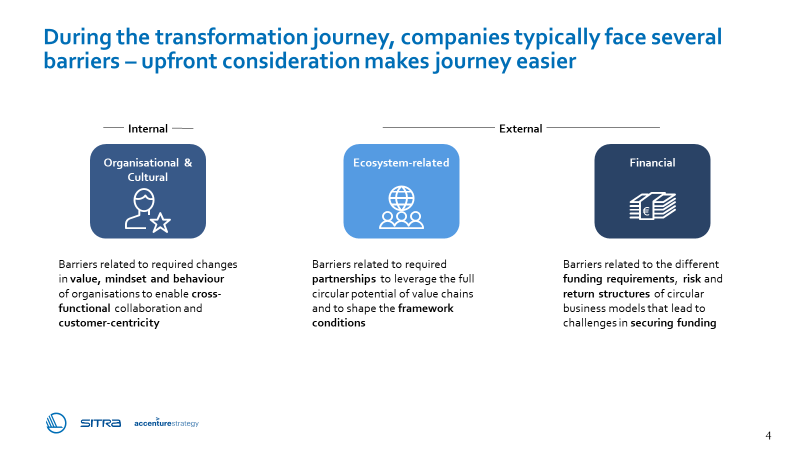 During the transformation journey, companies typically face several
barriers – upfront consideration makes journey easier
Internal
External
Organisational &
Cultural
Ecosystem-related
Financial
€
Barriers related to required changes
in value, mindset and behaviour
of organisations to enable cross-
functional collaboration and
customer-centricity
Barriers related to required
partnerships to leverage the full
circular potential of value chains
and to shape the framework
conditions
Barriers related to the different
funding requirements, risk and
return structures of circular
business models that lead to
challenges in securing funding
SITRA
accenturestrategy
4